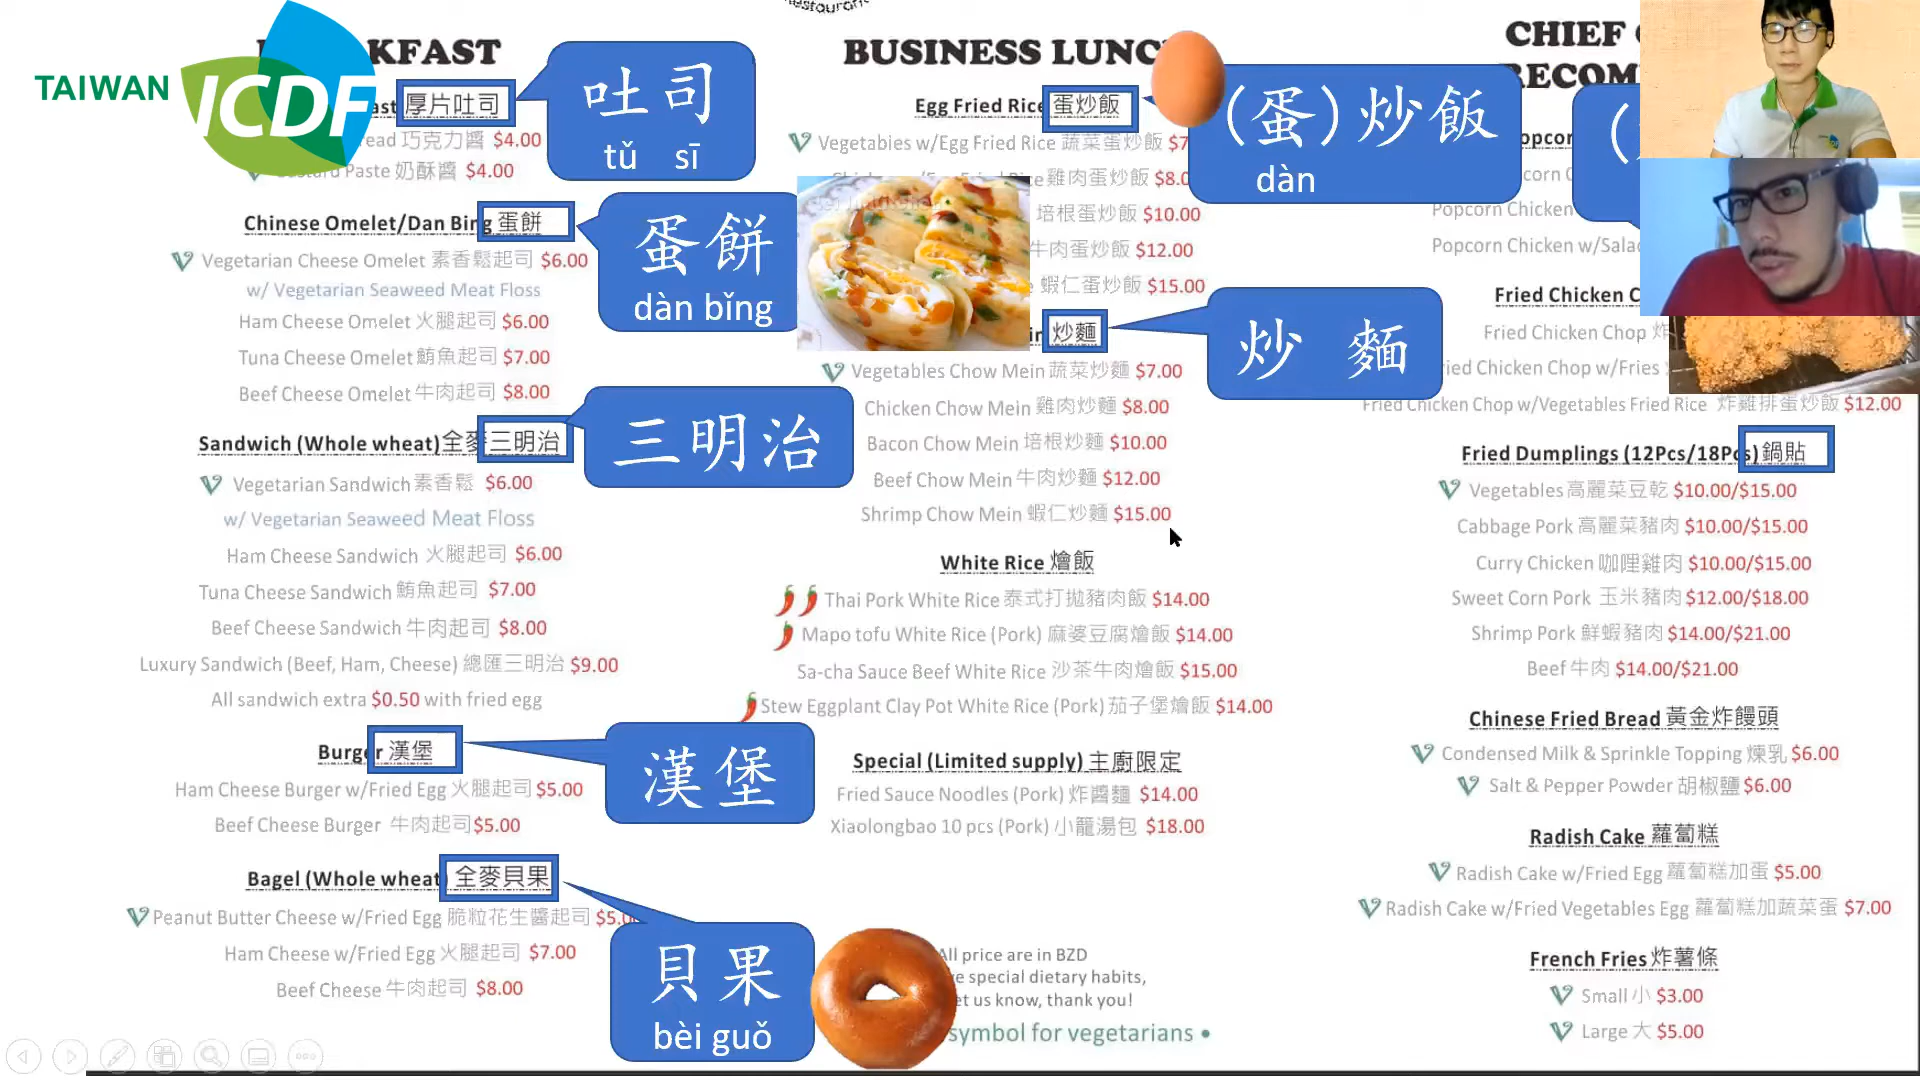 Restaurant
TAIWAN
ICDF
KFAST
厚片吐司
吐司
tǔ sī
巧克力醬 $4.00
Paste 奶酥醬 $4.00
Chinese Omelet/Dan Bing 蛋餅
蛋餅
dàn bǐng
Vegetarian Cheese Omelet 素香鬆起司 $6.00
w/ Vegetarian Seaweed Meat Floss
Ham Cheese Omelet 火腿起司 $6.00
Tuna Cheese Omelet 鮪魚起司 $7.00
Beef Cheese Omelet 牛肉起司 $8.00
Sandwich (Whole wheat)全麥三明治
三明治
Vegetarian Sandwich素香鬆 $6.00
w/ Vegetarian Seaweed Meat Floss
Ham Cheese Sandwich 火腿起司 $6.00
Tuna Cheese Sandwich 鮪魚起司 $7.00
Beef Cheese Sandwich 牛肉起司 $8.00
Luxury Sandwich (Beef, Ham, Cheese) 總匯三明治 $9.00
All sandwich extra $0.50 with fried egg
Burger 漢堡
漢堡
Ham Cheese Burger w/Fried Egg 火腿起司 $5.00
Beef Cheese Burger 牛肉起司$5.00
Bagel (Whole wheat) 全麥貝果
貝果
bèi guǒ
Peanut Butter Cheese w/Fried Egg 脆粒花生醬起司
Ham Cheese w/Fried Egg 火腿起司 $7.00
Beef Cheese 牛肉起司 $8.00
BUSINESS LUNC
Egg Fried Rice 蛋炒飯
(蛋)炒飯
dàn
Vegetables w/Egg Fried Rice 蔬菜蛋炒飯
雞肉蛋炒飯
培根蛋炒飯 $10.00
牛肉蛋炒飯 $12.00
蝦仁蛋炒飯 $15.00
炒麵
炒 麵
Vegetables Chow Mein 蔬菜炒麵 $7.00
Chicken Chow Mein 雞肉炒麵 $8.00
Bacon Chow Mein 培根炒麵 $10.00
Beef Chow Mein 牛肉炒麵 $12.00
Shrimp Chow Mein 蝦仁炒麵 $15.00
White Rice 燴飯
Thai Pork White Rice 泰式打拋豬肉飯 $14.00
Mapo tofu White Rice (Pork) 麻婆豆腐燴飯 $14.00
Sa-cha Sauce Beef White Rice 沙茶牛肉燴飯 $15.00
Stew Eggplant Clay Pot White Rice (Pork) 茄子堡燴飯 $14.00
Special (Limited supply) 主廚限定
Fried Sauce Noodles (Pork) 炸醬麵 $14.00
Xiaolongbao 10 pcs (Pork) 小籠湯包 $18.00
All price are in BZD
special dietary habits,
let us know, thank you!
symbol for vegetarians •
CHIEF
RECOM
Popcorn Chicken
Popcorn Chicken w/Salad
Fried Chicken C
Fried Chicken Chop 炸
Fried Chicken Chop w/Fries
Fried Chicken Chop w/Vegetables Fried Rice 炸雞排蛋炒飯 $12.00
Fried Dumplings (12Pcs/18Pcs) 鍋貼
Vegetables 高麗菜豆乾 $10.00/$15.00
Cabbage Pork 高麗菜豬肉 $10.00/$15.00
Curry Chicken 咖哩雞肉 $10.00/$15.00
Sweet Corn Pork 玉米豬肉 $12.00/$18.00
Shrimp Pork 鮮蝦豬肉 $14.00/$21.00
Beef 牛肉 $14.00/$21.00
Chinese Fried Bread 黃金炸饅頭
Condensed Milk & Sprinkle Topping 煉乳 $6.00
Salt & Pepper Powder 胡椒鹽 $6.00
Radish Cake 蘿蔔糕
Radish Cake w/Fried Egg 蘿蔔糕加蛋 $5.00
Radish Cake w/Fried Vegetables Egg 蘿蔔糕加蔬菜蛋 $7.00
French Fries 炸薯條
Small 小 $3.00
Large 大 $5.00